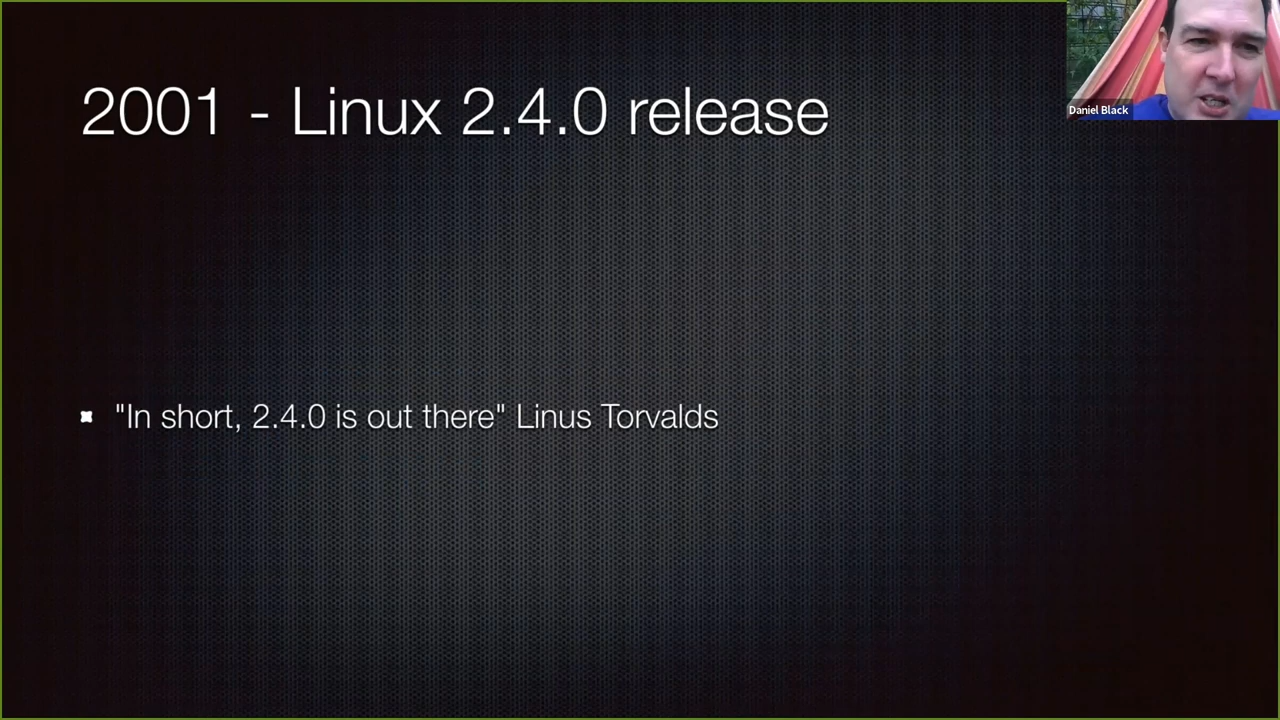 2001 - Linux 2.4.0 release
Daniel Black
"In short, 2.4.0 is out there" Linus Torvalds